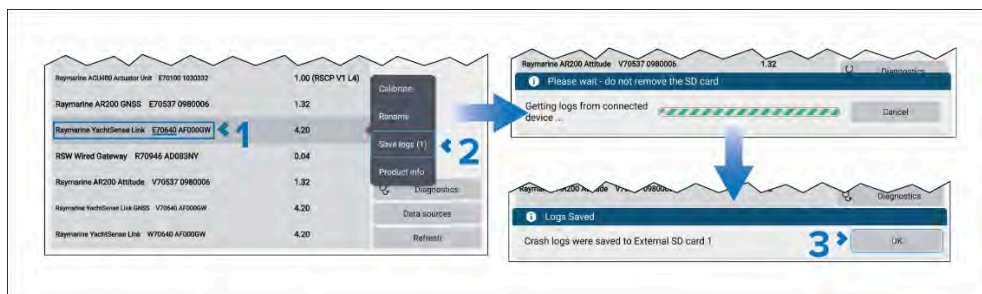 Raymarine ACU400 Actuator Unit E70100 1030332 1.00 (RSCP V1 L4)
Calibrate
Raymarine AR200 GNSS E70537 0980006 1.32
Rename
Raymarine YachtSense Link E70640 AF000GW 1 4.20
Save logs (1) 2
RSW Wired Gateway R70946 AD083NY 0.04
Product info
Raymarine AR200 Attitude V70537 0980006 1.32
Diagnostics
Raymarine YachtSense Link GNSS V70640 AF000GW 4.20
Data sources
Raymarine YachtSense Link W70640 AF000GW 4.20
Refresh
Raymarine AR200 Attitude V70537 0980006 1.32
Diagnostics
Please wait - do not remove the SD card
Getting logs from connected
device ...
Cancel
Diagnostics
Logs Saved
Crash logs were saved to External SD card 1
3 OK